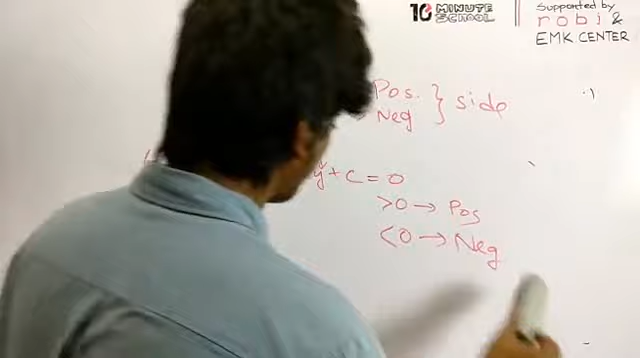 10 MINUTE SCHOOL
supported by
robi &
EMK CENTER
Pos.
Neg } side
y + c = 0
>0 → Pos
<0 → Neg